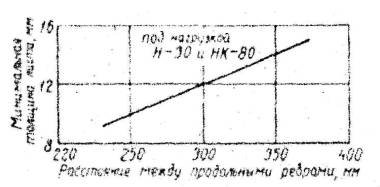 Минимальная
толщина листа, мм
16
12
8
под нагрузкой
Н-30 и НК-80
220
250
300
350
400
Расстояние между продольными ребрами, мм